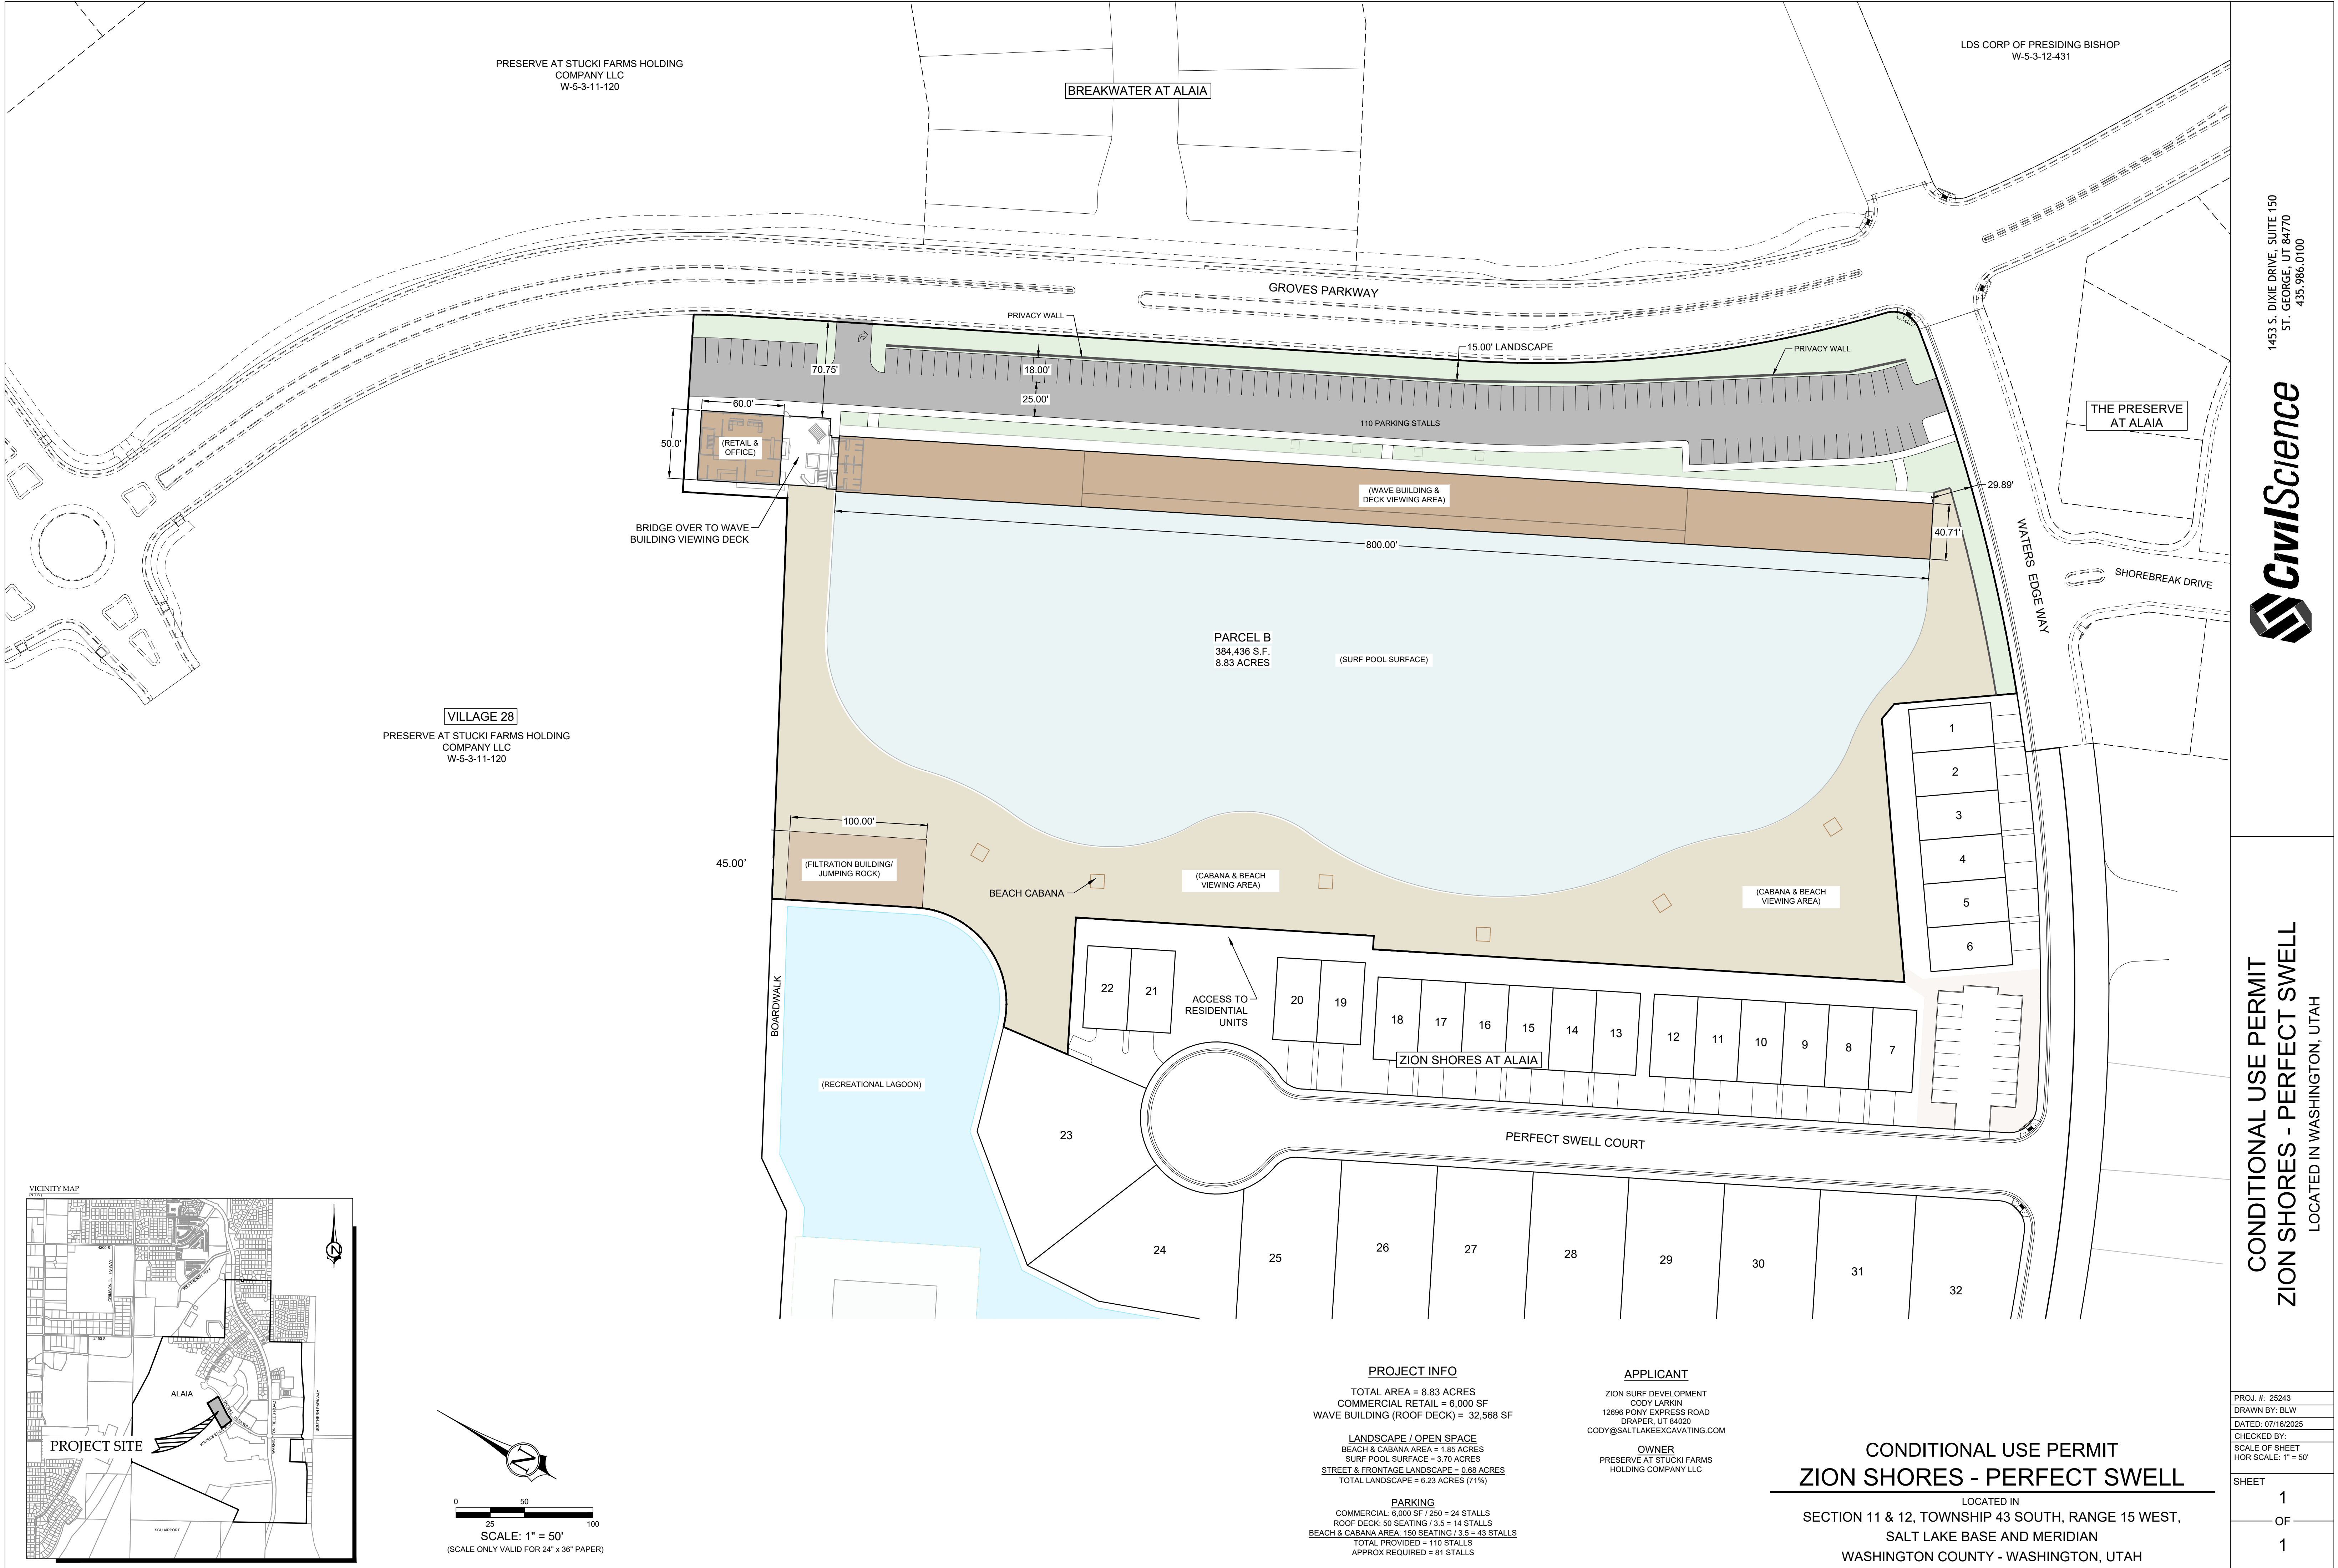 PRESERVE AT STUCKI FARMS HOLDING
COMPANY LLC
W-5-3-11-120
BREAKWATER AT ALAIA
LDS CORP OF PRESIDING BISHOP
W-5-3-12-431
GROVES PARKWAY
PRIVACY WALL
15.00' LANDSCAPE
PRIVACY WALL
70.75'
18.00'
25.00'
60.0'
50.0'
(RETAIL &
OFFICE)
110 PARKING STALLS
THE PRESERVE
AT ALAIA
(WAVE BUILDING &
DECK VIEWING AREA)
29.89'
40.71'
BRIDGE OVER TO WAVE
BUILDING VIEWING DECK
800.00'
WATERS EDGE WAY
SHOREBREAK DRIVE
PARCEL B
384,436 S.F.
8.83 ACRES
(SURF POOL SURFACE)
VILLAGE 28
PRESERVE AT STUCKI FARMS HOLDING
COMPANY LLC
W-5-3-11-120
1
2
3
4
5
6
100.00'
45.00'
(FILTRATION BUILDING/
JUMPING ROCK)
BEACH CABANA
(CABANA & BEACH
VIEWING AREA)
(CABANA & BEACH
VIEWING AREA)
BOARDWALK
22
21
ACCESS TO
RESIDENTIAL
UNITS
20
19
18
17
16
15
14
13
12
11
10
9
8
7
ZION SHORES AT ALAIA
(RECREATIONAL LAGOON)
23
PERFECT SWELL COURT
24
25
26
27
28
29
30
31
32
VICINITY MAP
ALAIA
PROJECT SITE
WASHINGTON FIELDS ROAD
SOUTHERN PARKWAY
SGU AIRPORT
N
N
0
50
25
100
SCALE: 1" = 50'
(SCALE ONLY VALID FOR 24" x 36" PAPER)
PROJECT INFO
TOTAL AREA = 8.83 ACRES
COMMERCIAL RETAIL = 6,000 SF
WAVE BUILDING (ROOF DECK) = 32,568 SF
LANDSCAPE / OPEN SPACE
BEACH & CABANA AREA = 1.85 ACRES
SURF POOL SURFACE = 3.70 ACRES
STREET & FRONTAGE LANDSCAPE = 0.68 ACRES
TOTAL LANDSCAPE = 6.23 ACRES (71%)
PARKING
COMMERCIAL: 6,000 SF / 250 = 24 STALLS
ROOF DECK: 50 SEATING / 3.5 = 14 STALLS
BEACH & CABANA AREA: 150 SEATING / 3.5 = 43 STALLS
TOTAL PROVIDED = 110 STALLS
APPROX REQUIRED = 81 STALLS
APPLICANT
ZION SURF DEVELOPMENT
CODY LARKIN
12696 PONY EXPRESS ROAD
DRAPER, UT 84020
CODY@SALTLAKEEXCAVATING.COM
OWNER
PRESERVE AT STUCKI FARMS
HOLDING COMPANY LLC
CONDITIONAL USE PERMIT
ZION SHORES - PERFECT SWELL
LOCATED IN
SECTION 11 & 12, TOWNSHIP 43 SOUTH, RANGE 15 WEST,
SALT LAKE BASE AND MERIDIAN
WASHINGTON COUNTY - WASHINGTON, UTAH
1453 S. DIXIE DRIVE, SUITE 150
ST. GEORGE, UT 84770
435.986.0100
CivilScience
CONDITIONAL USE PERMIT
ZION SHORES - PERFECT SWELL
LOCATED IN WASHINGTON, UTAH
PROJ. #: 25243
DRAWN BY: BLW
DATED: 07/16/2025
CHECKED BY:
SCALE OF SHEET
HOR SCALE: 1" = 50'
SHEET
1
OF
1